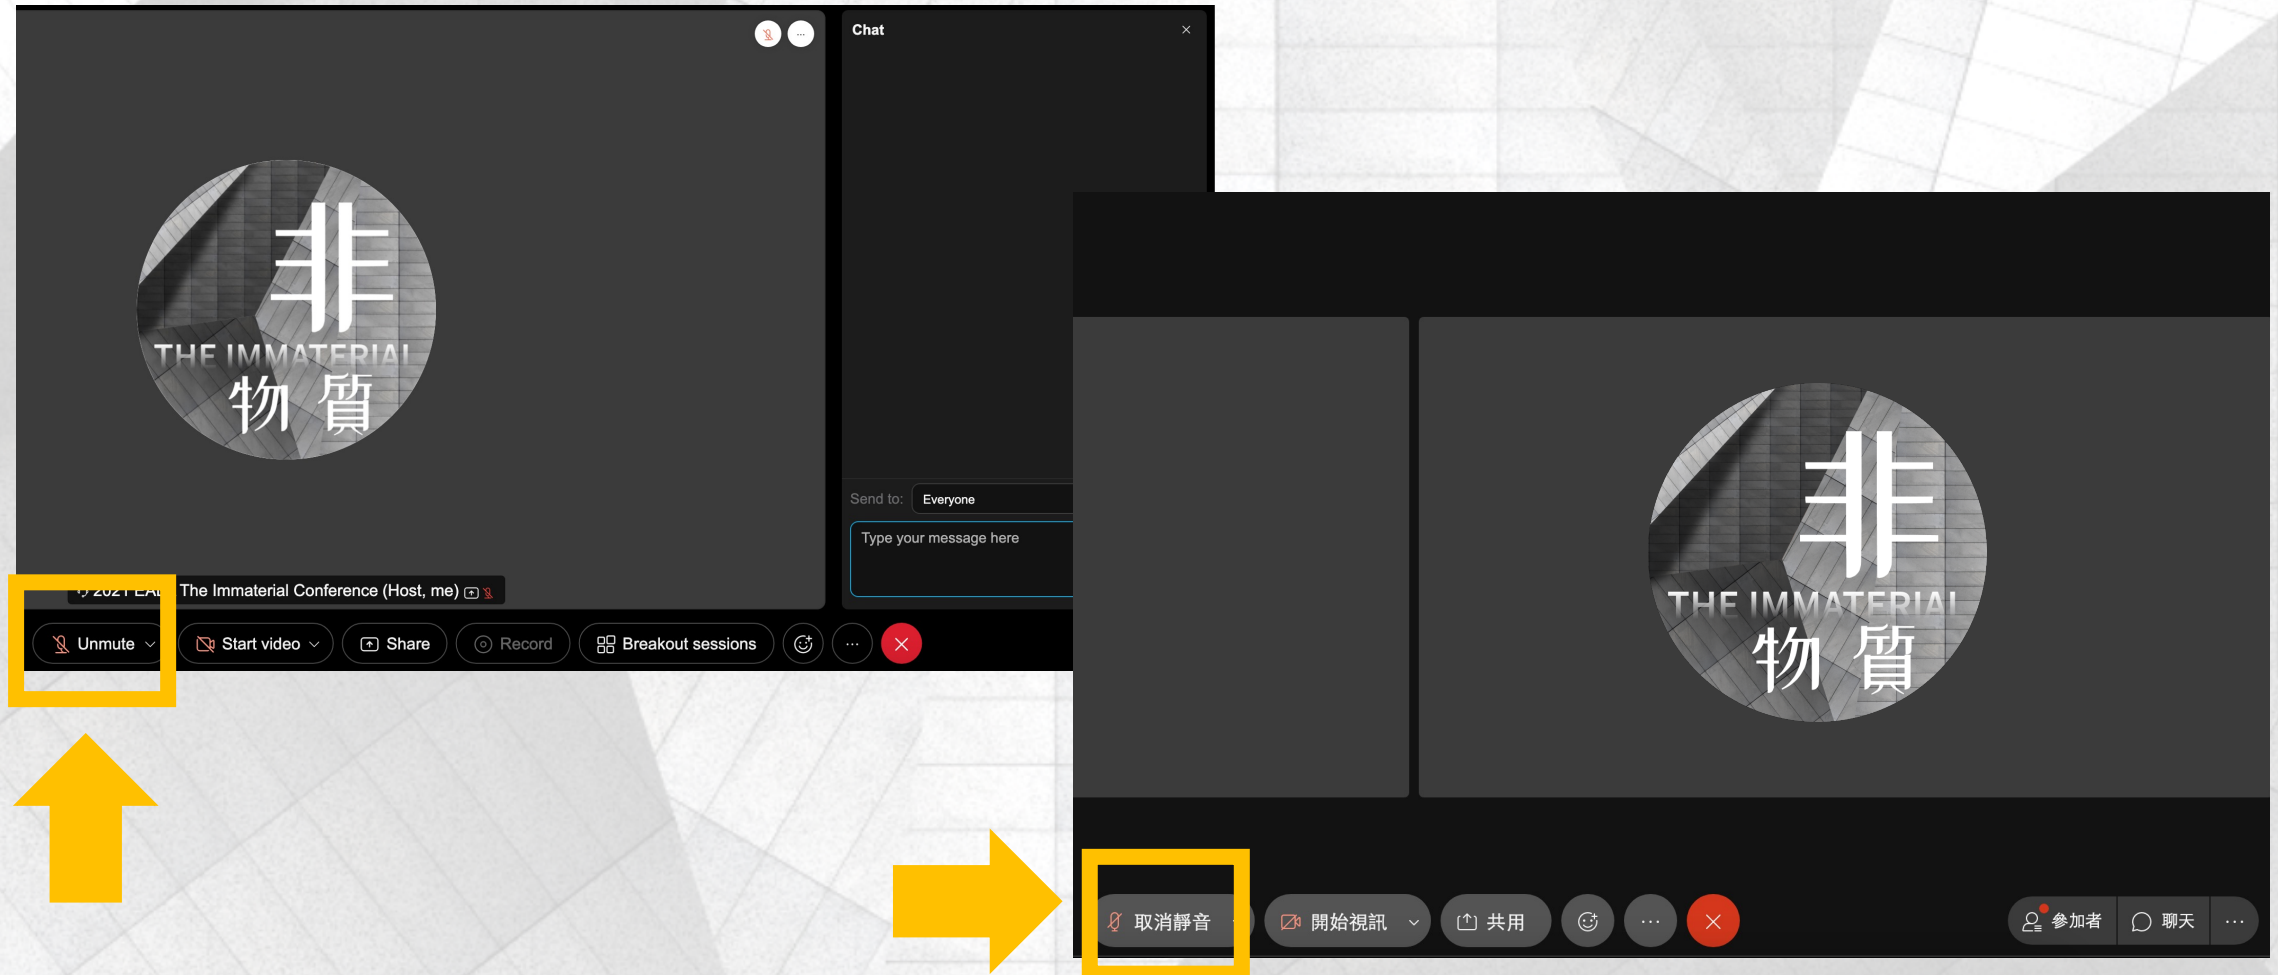 Chat
非
THE IMMATERIAL
物質
Send to: Everyone
Type your message here
The Immaterial Conference (Host, me)
Unmute
Start video
Share
Record
Breakout sessions
非
THE IMMATERIAL
物質
取消靜音
開始視訊
共用
參加者
聊天